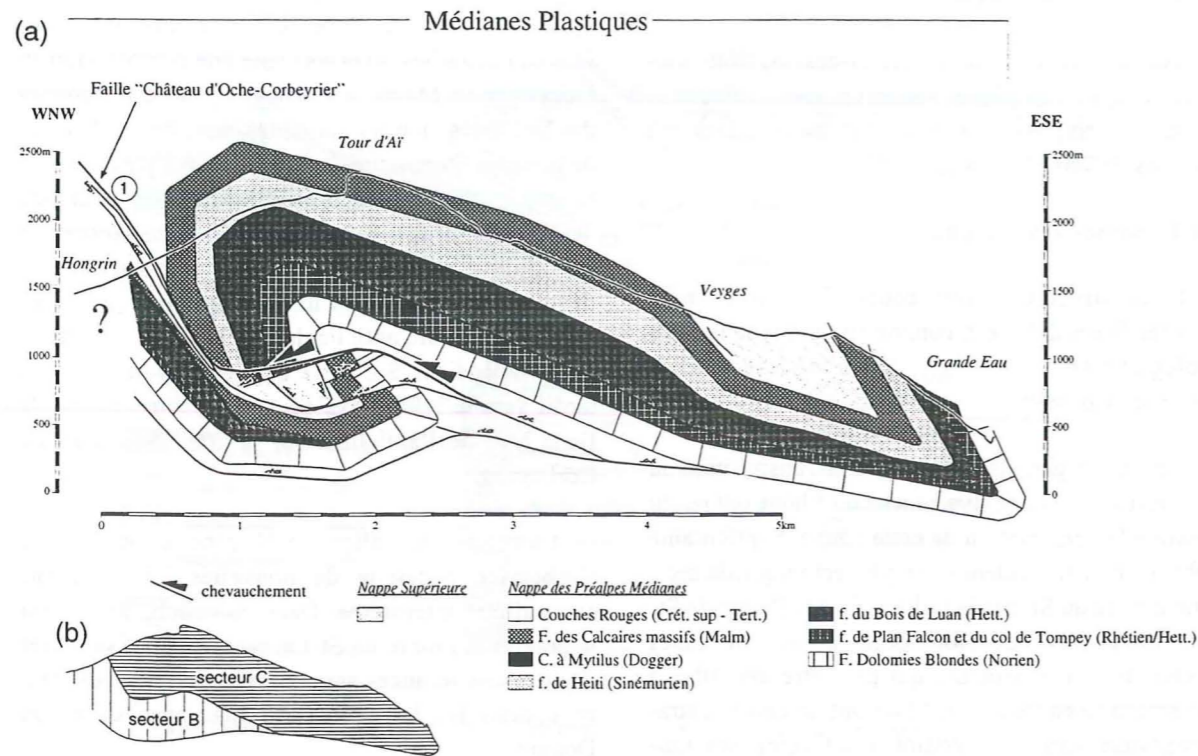 Médianes Plastiques
(a)
Faille "Château d'Oche-Corbeyrier"
WNW
ESE
Tour d'Aï
2500m
2500m
1
2000
2000
Hongrin
Veyges
1500
1500
?
1000
1000
Grande Eau
500
500
0
0
0 1 2 3 4 5km
chevauchement
Nappe Supérieure
Nappe des Préalpes Médianes
Couches Rouges (Crét. sup - Tert.)
F. des Calcaires massifs (Malm)
C. à Mytilus (Dogger)
f. de Heiti (Sinémurien)
f. du Bois de Luan (Hett.)
f. de Plan Falcon et du col de Tompey (Rhétien/Hett.)
F. Dolomies Blondes (Norien)
(b)
secteur C
secteur B